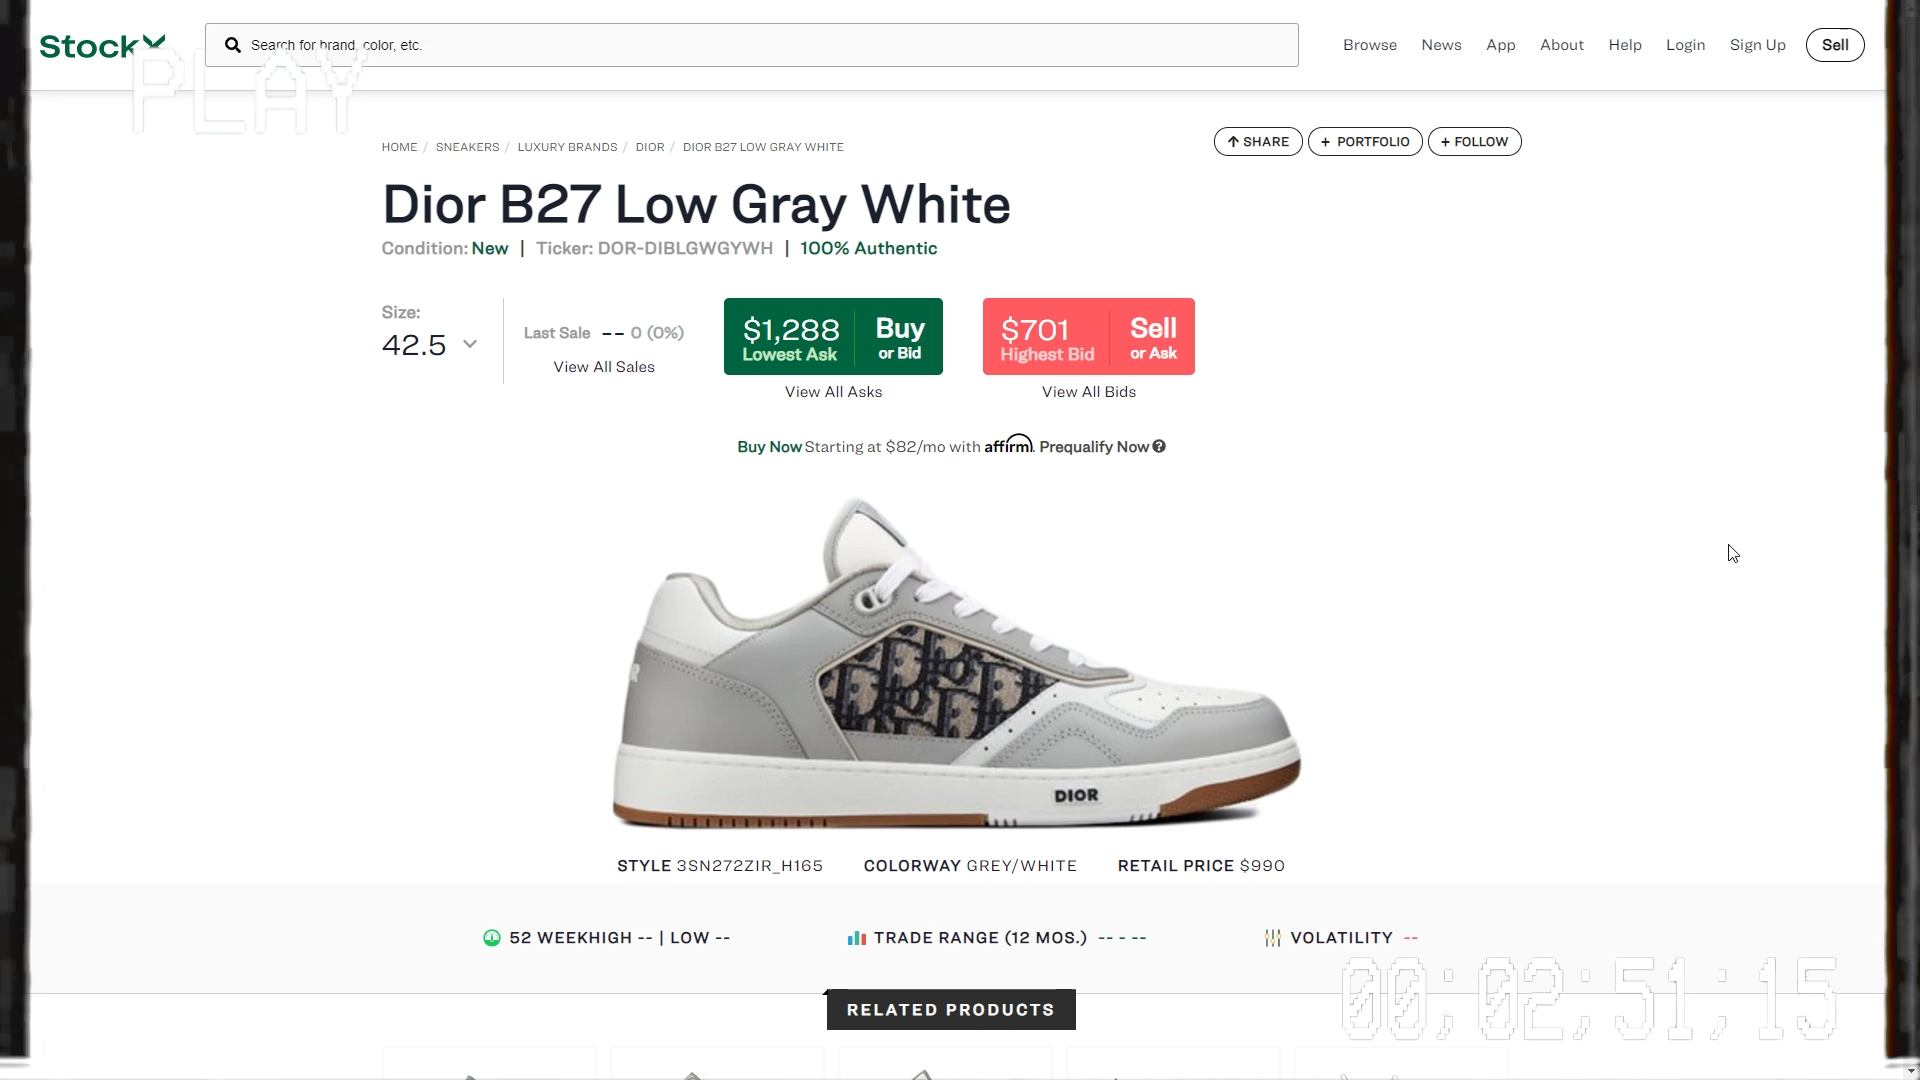 StockX
Search for brand, color, etc.
Browse News App About Help Login Sign Up Sell
PLAY
HOME / SNEAKERS / LUXURY BRANDS / DIOR / DIOR B27 LOW GRAY WHITE
SHARE + PORTFOLIO + FOLLOW
Dior B27 Low Gray White
Condition: New | Ticker: DOR-DIBLGWGYWH | 100% Authentic
Size:
42.5
Last Sale -- 0 (0%)
View All Sales
$1,288 Buy
Lowest Ask or Bid
View All Asks
$701 Sell
Highest Bid or Ask
View All Bids
Buy Now Starting at $82/mo with affirm. Prequalify Now
DIOR
STYLE 3SN272ZIR_H165 COLORWAY GREY/WHITE RETAIL PRICE $990
52 WEEKHIGH -- | LOW -- TRADE RANGE (12 MOS.) -- - -- VOLATILITY --
00;02;51;15
RELATED PRODUCTS